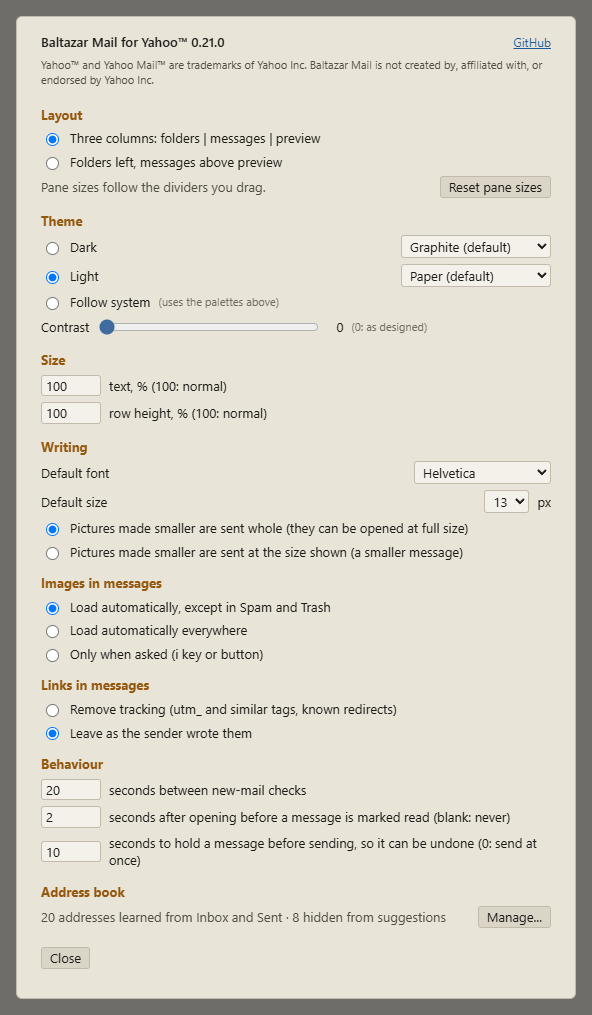 Baltazar Mail for Yahoo™ 0.21.0 GitHub
Yahoo™ and Yahoo Mail™ are trademarks of Yahoo Inc. Baltazar Mail is not created by, affiliated with, or
endorsed by Yahoo Inc.
Layout
Three columns: folders | messages | preview
Folders left, messages above preview
Pane sizes follow the dividers you drag. Reset pane sizes
Theme
Dark Graphite (default)
Light Paper (default)
Follow system (uses the palettes above)
Contrast 0 (0: as designed)
Size
100 text, % (100: normal)
100 row height, % (100: normal)
Writing
Default font Helvetica
Default size 13 px
Pictures made smaller are sent whole (they can be opened at full size)
Pictures made smaller are sent at the size shown (a smaller message)
Images in messages
Load automatically, except in Spam and Trash
Load automatically everywhere
Only when asked (i key or button)
Links in messages
Remove tracking (utm_ and similar tags, known redirects)
Leave as the sender wrote them
Behaviour
20 seconds between new-mail checks
2 seconds after opening before a message is marked read (blank: never)
10 seconds to hold a message before sending, so it can be undone (0: send at
once)
Address book
20 addresses learned from Inbox and Sent · 8 hidden from suggestions Manage...
Close